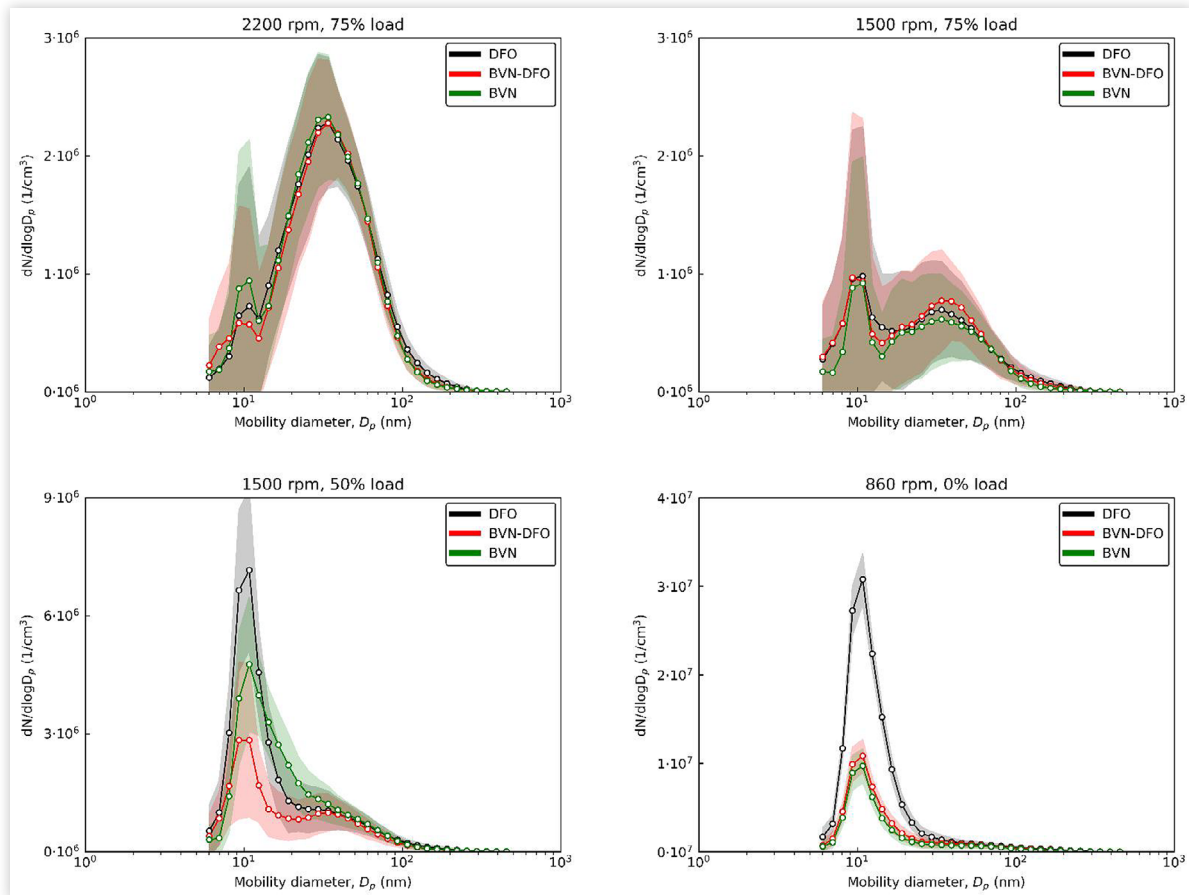 2200 rpm, 75% load
3·10⁶
2·10⁶
1·10⁶
0·10⁶
dN/dlogDₚ (1/cm³)
DFO
BVN-DFO
BVN
10⁰
10¹
10²
10³
Mobility diameter, Dₚ (nm)
1500 rpm, 75% load
3·10⁶
2·10⁶
1·10⁶
0·10⁶
dN/dlogDₚ (1/cm³)
DFO
BVN-DFO
BVN
10⁰
10¹
10²
10³
Mobility diameter, Dₚ (nm)
1500 rpm, 50% load
9·10⁶
6·10⁶
3·10⁶
0·10⁶
dN/dlogDₚ (1/cm³)
DFO
BVN-DFO
BVN
10⁰
10¹
10²
10³
Mobility diameter, Dₚ (nm)
860 rpm, 0% load
4·10⁷
3·10⁷
2·10⁷
1·10⁷
0·10⁷
dN/dlogDₚ (1/cm³)
DFO
BVN-DFO
BVN
10⁰
10¹
10²
10³
Mobility diameter, Dₚ (nm)